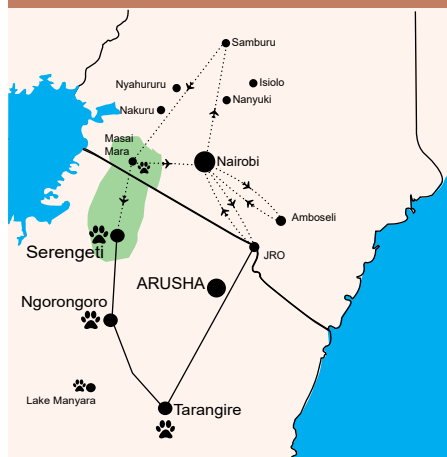 Samburu
Nyahururu
Isiolo
Nanyuki
Nakuru
Masai
Mara
Nairobi
Amboseli
Serengeti
JRO
ARUSHA
Ngorongoro
Lake Manyara
Tarangire